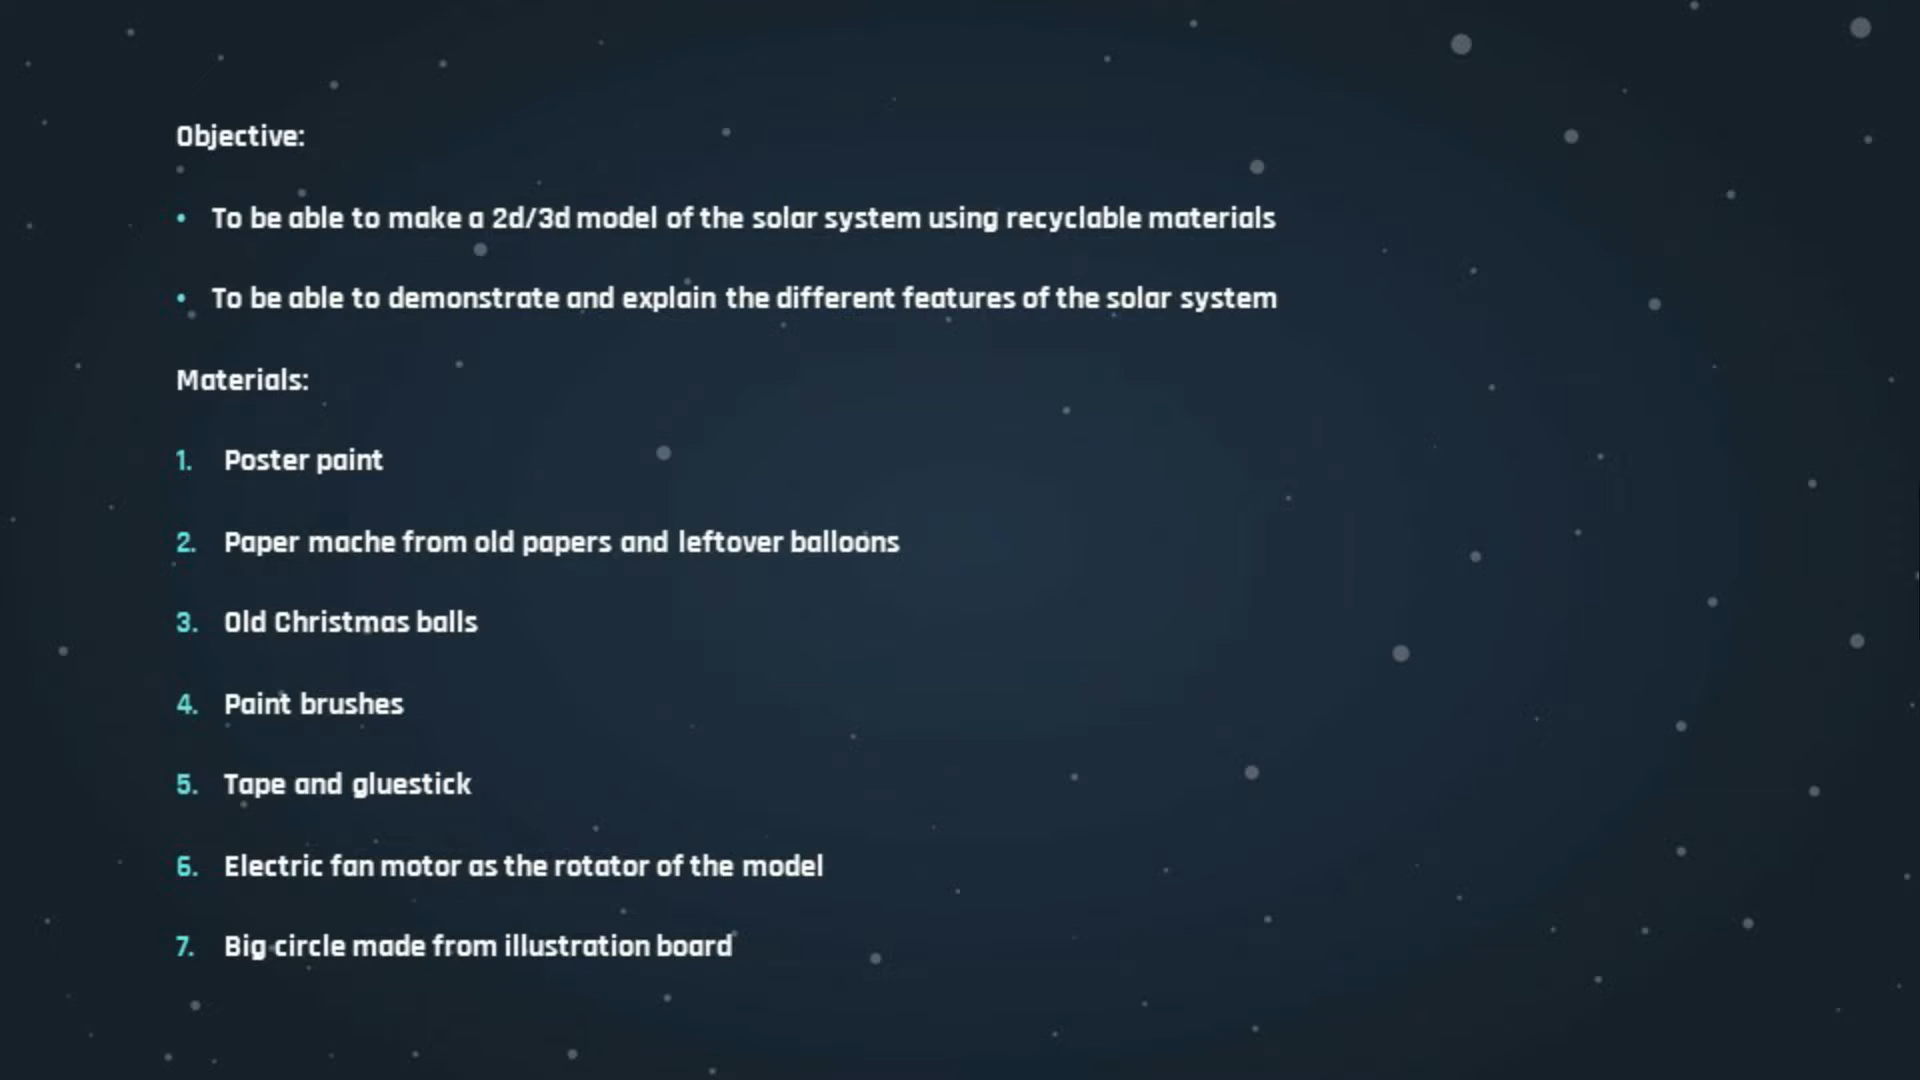 Objective:
• To be able to make a 2d/3d model of the solar system using recyclable materials
• To be able to demonstrate and explain the different features of the solar system
Materials:
1. Poster paint
2. Paper mache from old papers and leftover balloons
3. Old Christmas balls
4. Paint brushes
5. Tape and gluestick
6. Electric fan motor as the rotator of the model
7. Big circle made from illustration board